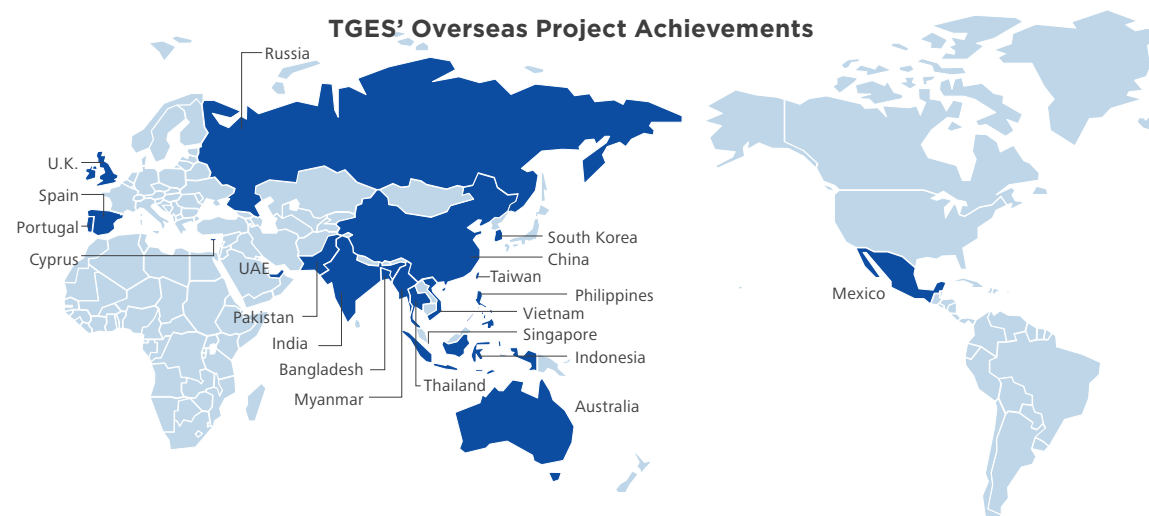 TGES’ Overseas Project Achievements
Russia
U.K.
Spain
Portugal
Cyprus
UAE
Pakistan
India
Bangladesh
Myanmar
Thailand
South Korea
China
Taiwan
Philippines
Vietnam
Singapore
Indonesia
Australia
Mexico